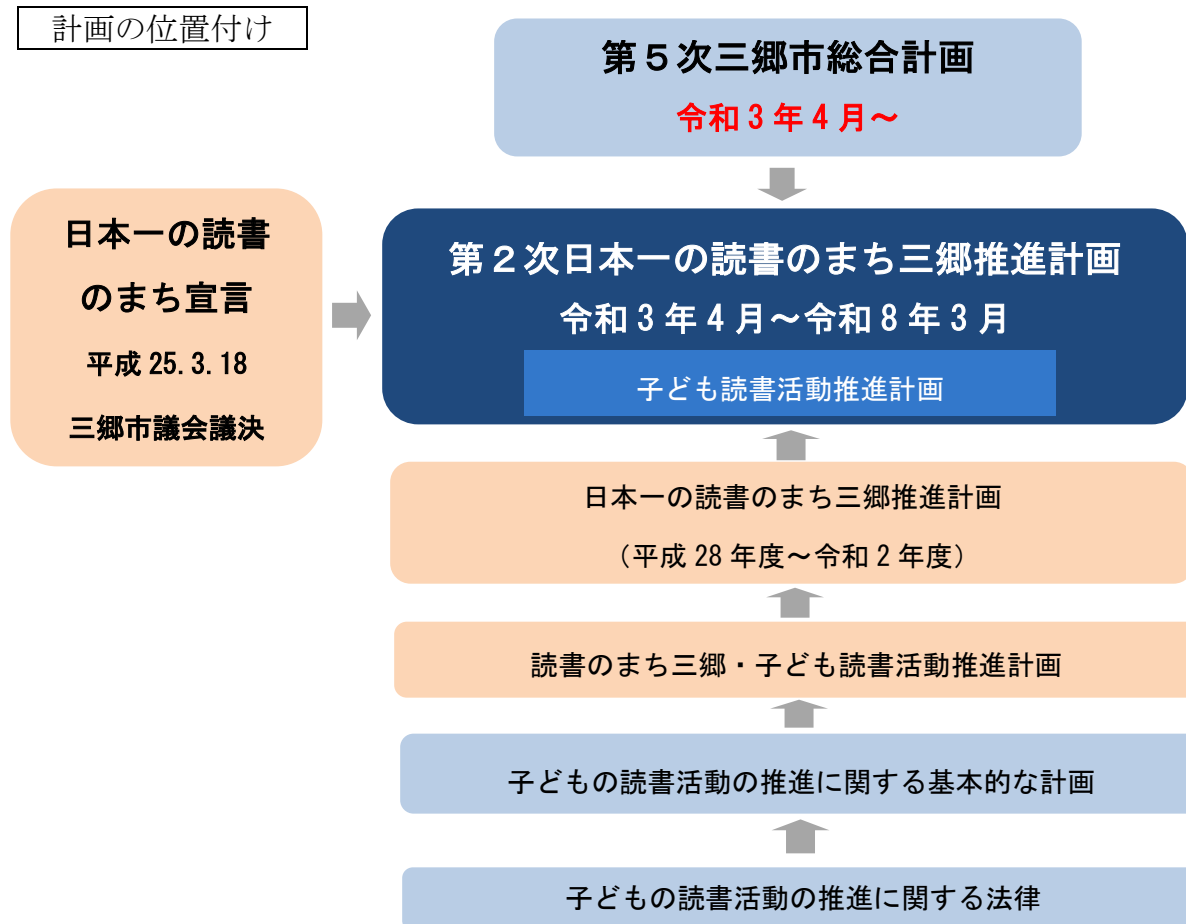 計画の位置付け
第５次三郷市総合計画
令和３年４月～
日本一の読書
のまち宣言
平成 25.3.18
三郷市議会議決
第２次日本一の読書のまち三郷推進計画
令和３年４月～令和８年３月
子ども読書活動推進計画
日本一の読書のまち三郷推進計画
（平成 28 年度～令和２年度）
読書のまち三郷・子ども読書活動推進計画
子どもの読書活動の推進に関する基本的な計画
子どもの読書活動の推進に関する法律